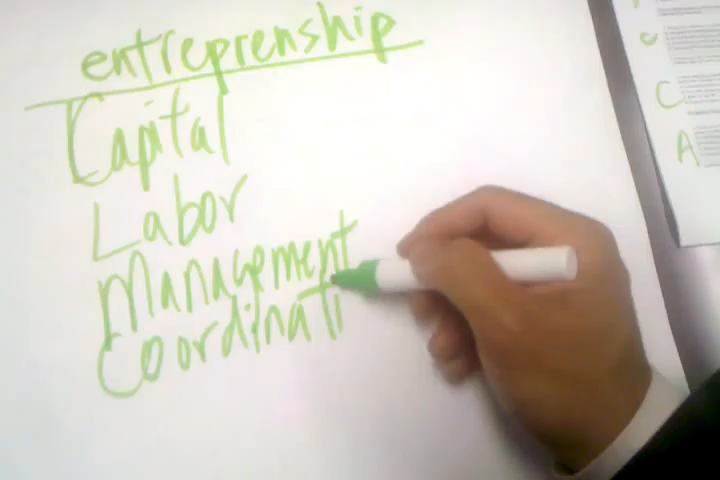 entreprenship
Capital
Labor
Management
Coordinati
C
A